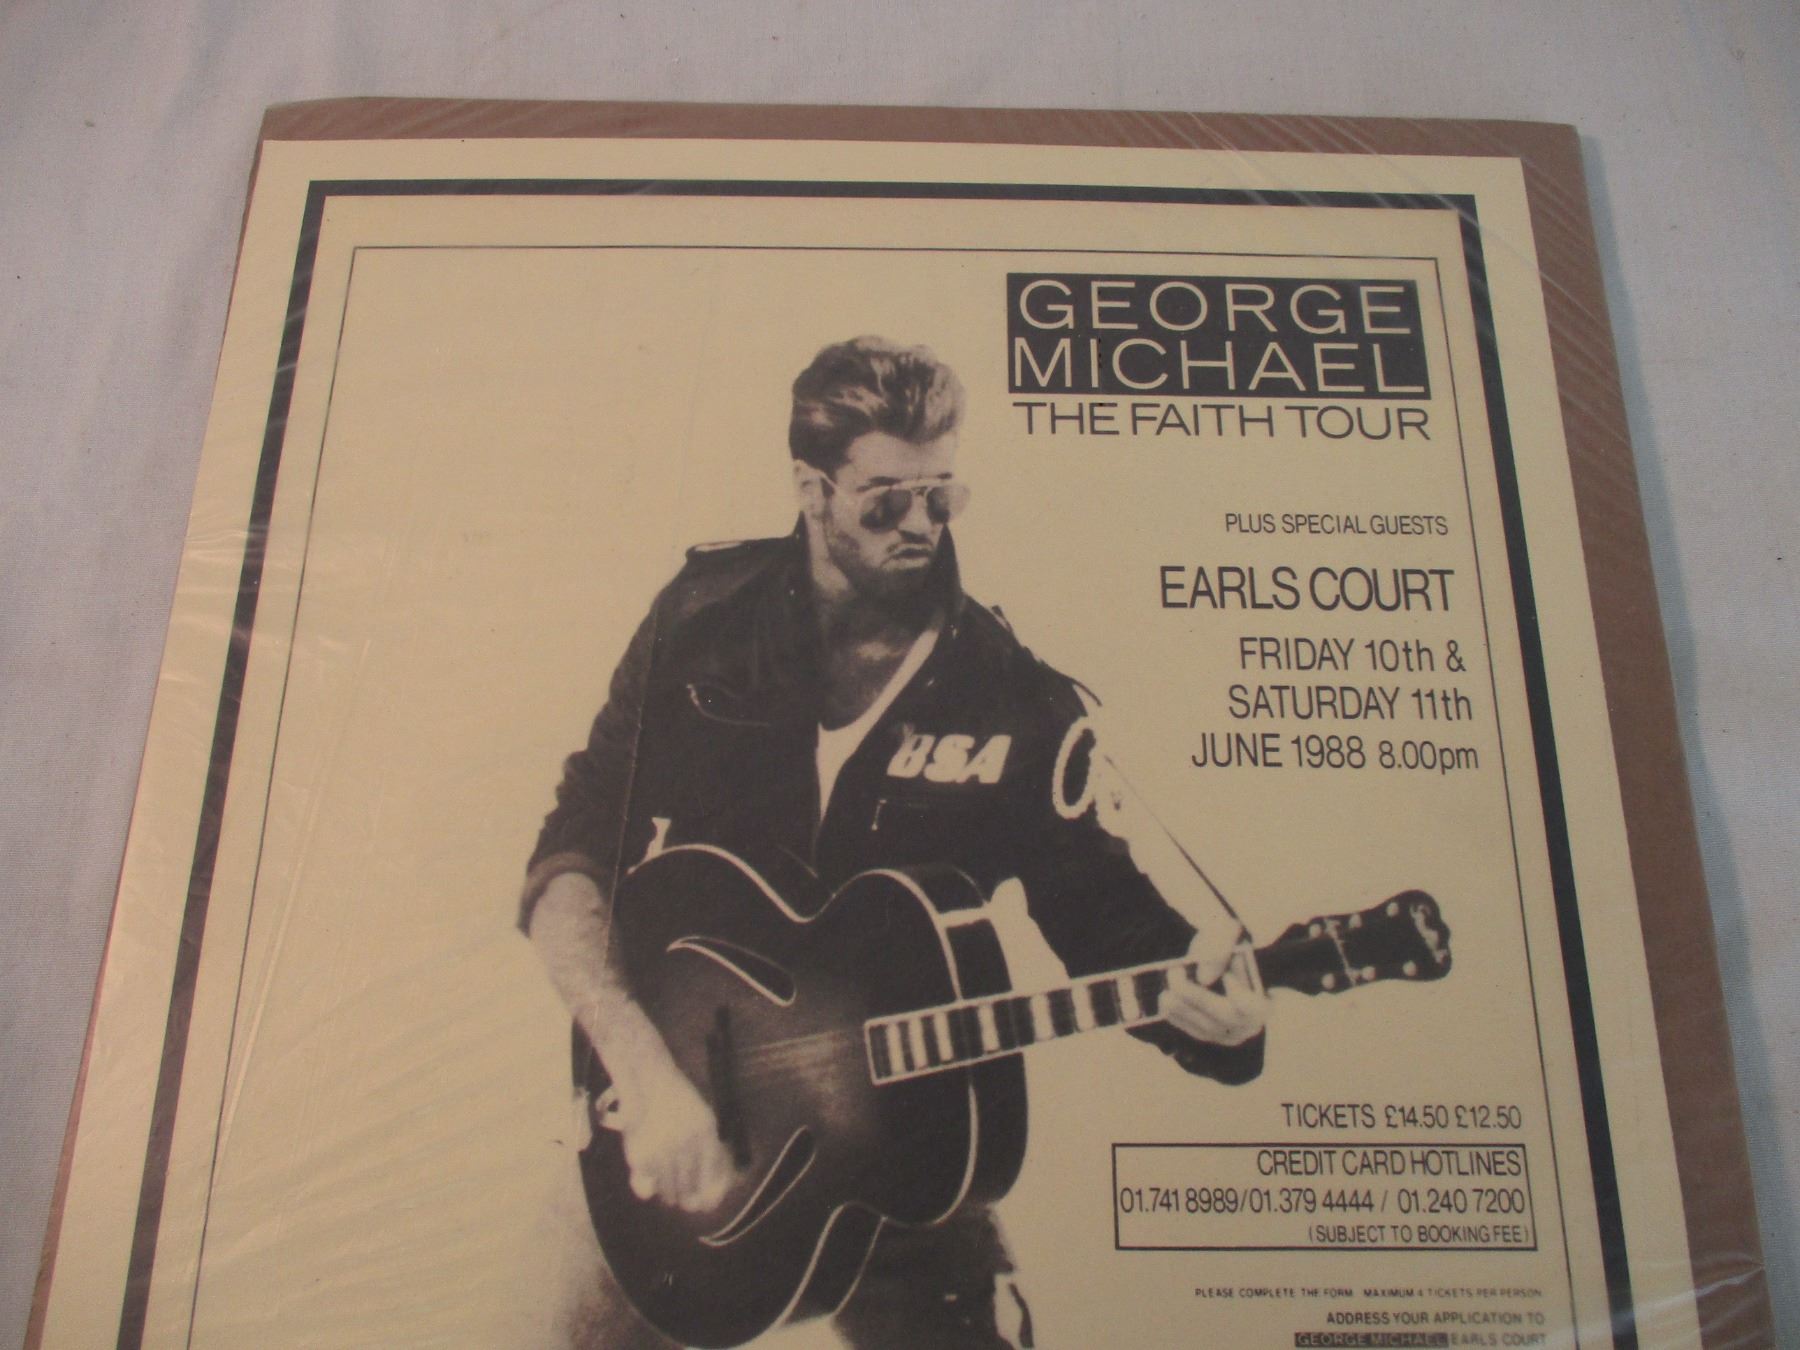 GEORGE
MICHAEL
THE FAITH TOUR
PLUS SPECIAL GUESTS
EARLS COURT
FRIDAY 10th &
SATURDAY 11th
JUNE 1988 8.00pm
BSA
TICKETS £14.50 £12.50
CREDIT CARD HOTLINES
01.741 8989/01.379 4444 / 01.240 7200
(SUBJECT TO BOOKING FEE)
PLEASE COMPLETE THE FORM MAXIMUM 4 TICKETS PER PERSON
ADDRESS YOUR APPLICATION TO
GEORGE MICHAEL EARLS COURT